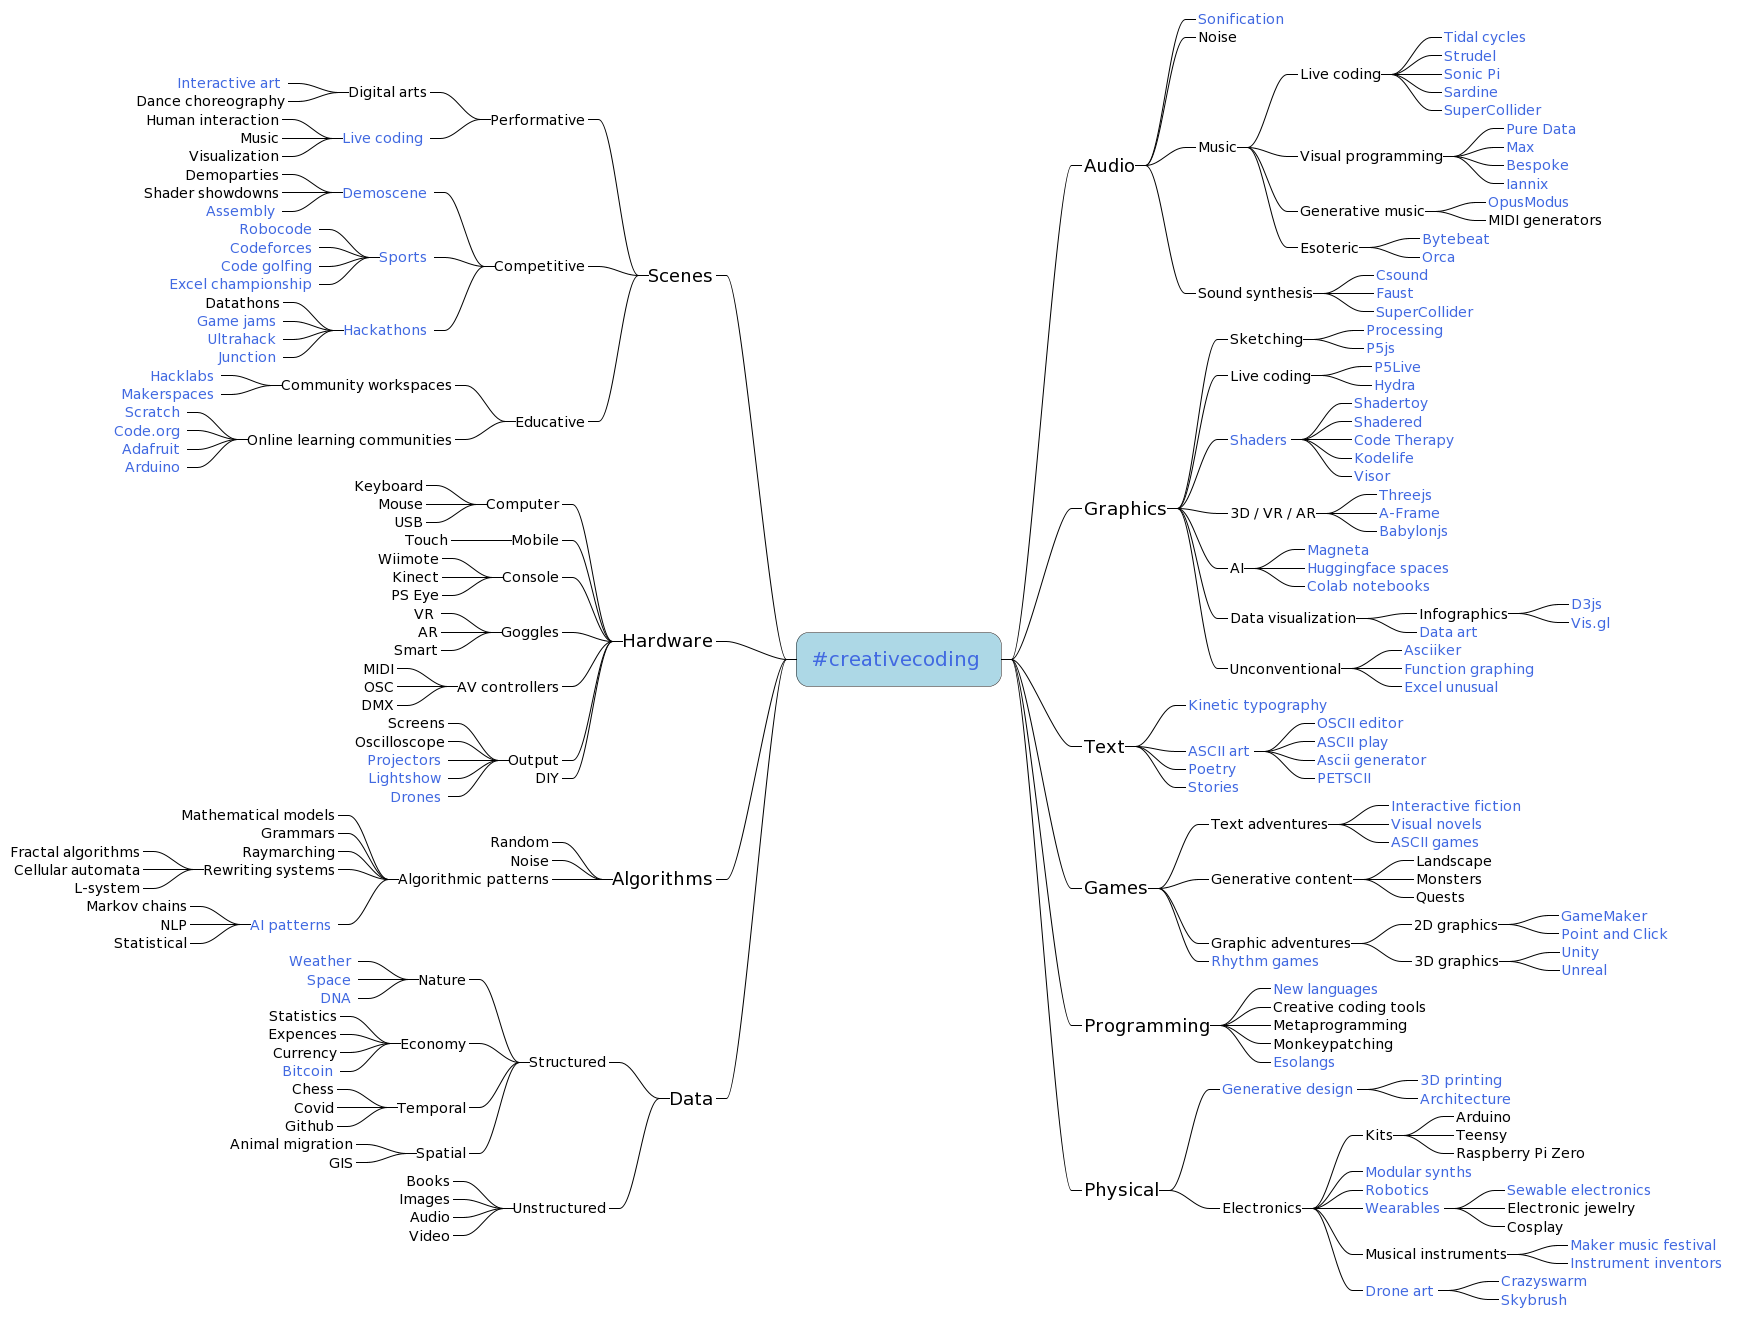 #creativecoding
Scenes
Performative
Digital arts
Interactive art
Dance choreography
Live coding
Human interaction
Music
Visualization
Competitive
Demoscene
Demoparties
Shader showdowns
Assembly
Sports
Robocode
Codeforces
Code golfing
Excel championship
Hackathons
Datathons
Game jams
Ultrahack
Junction
Educative
Community workspaces
Hacklabs
Makerspaces
Online learning communities
Scratch
Code.org
Adafruit
Arduino
Hardware
Computer
Keyboard
Mouse
USB
Mobile
Touch
Console
Wiimote
Kinect
PS Eye
Goggles
VR
AR
Smart
AV controllers
MIDI
OSC
DMX
Output
Screens
Oscilloscope
Projectors
Lightshow
Drones
DIY
Algorithms
Random
Noise
Algorithmic patterns
Mathematical models
Grammars
Raymarching
Rewriting systems
Fractal algorithms
Cellular automata
L-system
AI patterns
Markov chains
NLP
Statistical
Data
Structured
Nature
Weather
Space
DNA
Economy
Statistics
Expences
Currency
Bitcoin
Temporal
Chess
Covid
Github
Spatial
Animal migration
GIS
Unstructured
Books
Images
Audio
Video
Audio
Sonification
Noise
Music
Live coding
Tidal cycles
Strudel
Sonic Pi
Sardine
SuperCollider
Visual programming
Pure Data
Max
Bespoke
Iannix
Generative music
OpusModus
MIDI generators
Esoteric
Bytebeat
Orca
Sound synthesis
Csound
Faust
SuperCollider
Graphics
Sketching
Processing
P5js
Live coding
P5Live
Hydra
Shaders
Shadertoy
Shadered
Code Therapy
Kodelife
Visor
3D / VR / AR
Threejs
A-Frame
Babylonjs
AI
Magneta
Huggingface spaces
Colab notebooks
Data visualization
Infographics
D3js
Vis.gl
Data art
Unconventional
Asciiker
Function graphing
Excel unusual
Text
Kinetic typography
ASCII art
OSCII editor
ASCII play
Ascii generator
PETSCII
Poetry
Stories
Games
Text adventures
Interactive fiction
Visual novels
ASCII games
Generative content
Landscape
Monsters
Quests
Graphic adventures
2D graphics
GameMaker
Point and Click
3D graphics
Unity
Unreal
Rhythm games
Programming
New languages
Creative coding tools
Metaprogramming
Monkeypatching
Esolangs
Physical
Generative design
3D printing
Architecture
Electronics
Kits
Arduino
Teensy
Raspberry Pi Zero
Modular synths
Robotics
Wearables
Sewable electronics
Electronic jewelry
Cosplay
Musical instruments
Maker music festival
Instrument inventors
Drone art
Crazyswarm
Skybrush